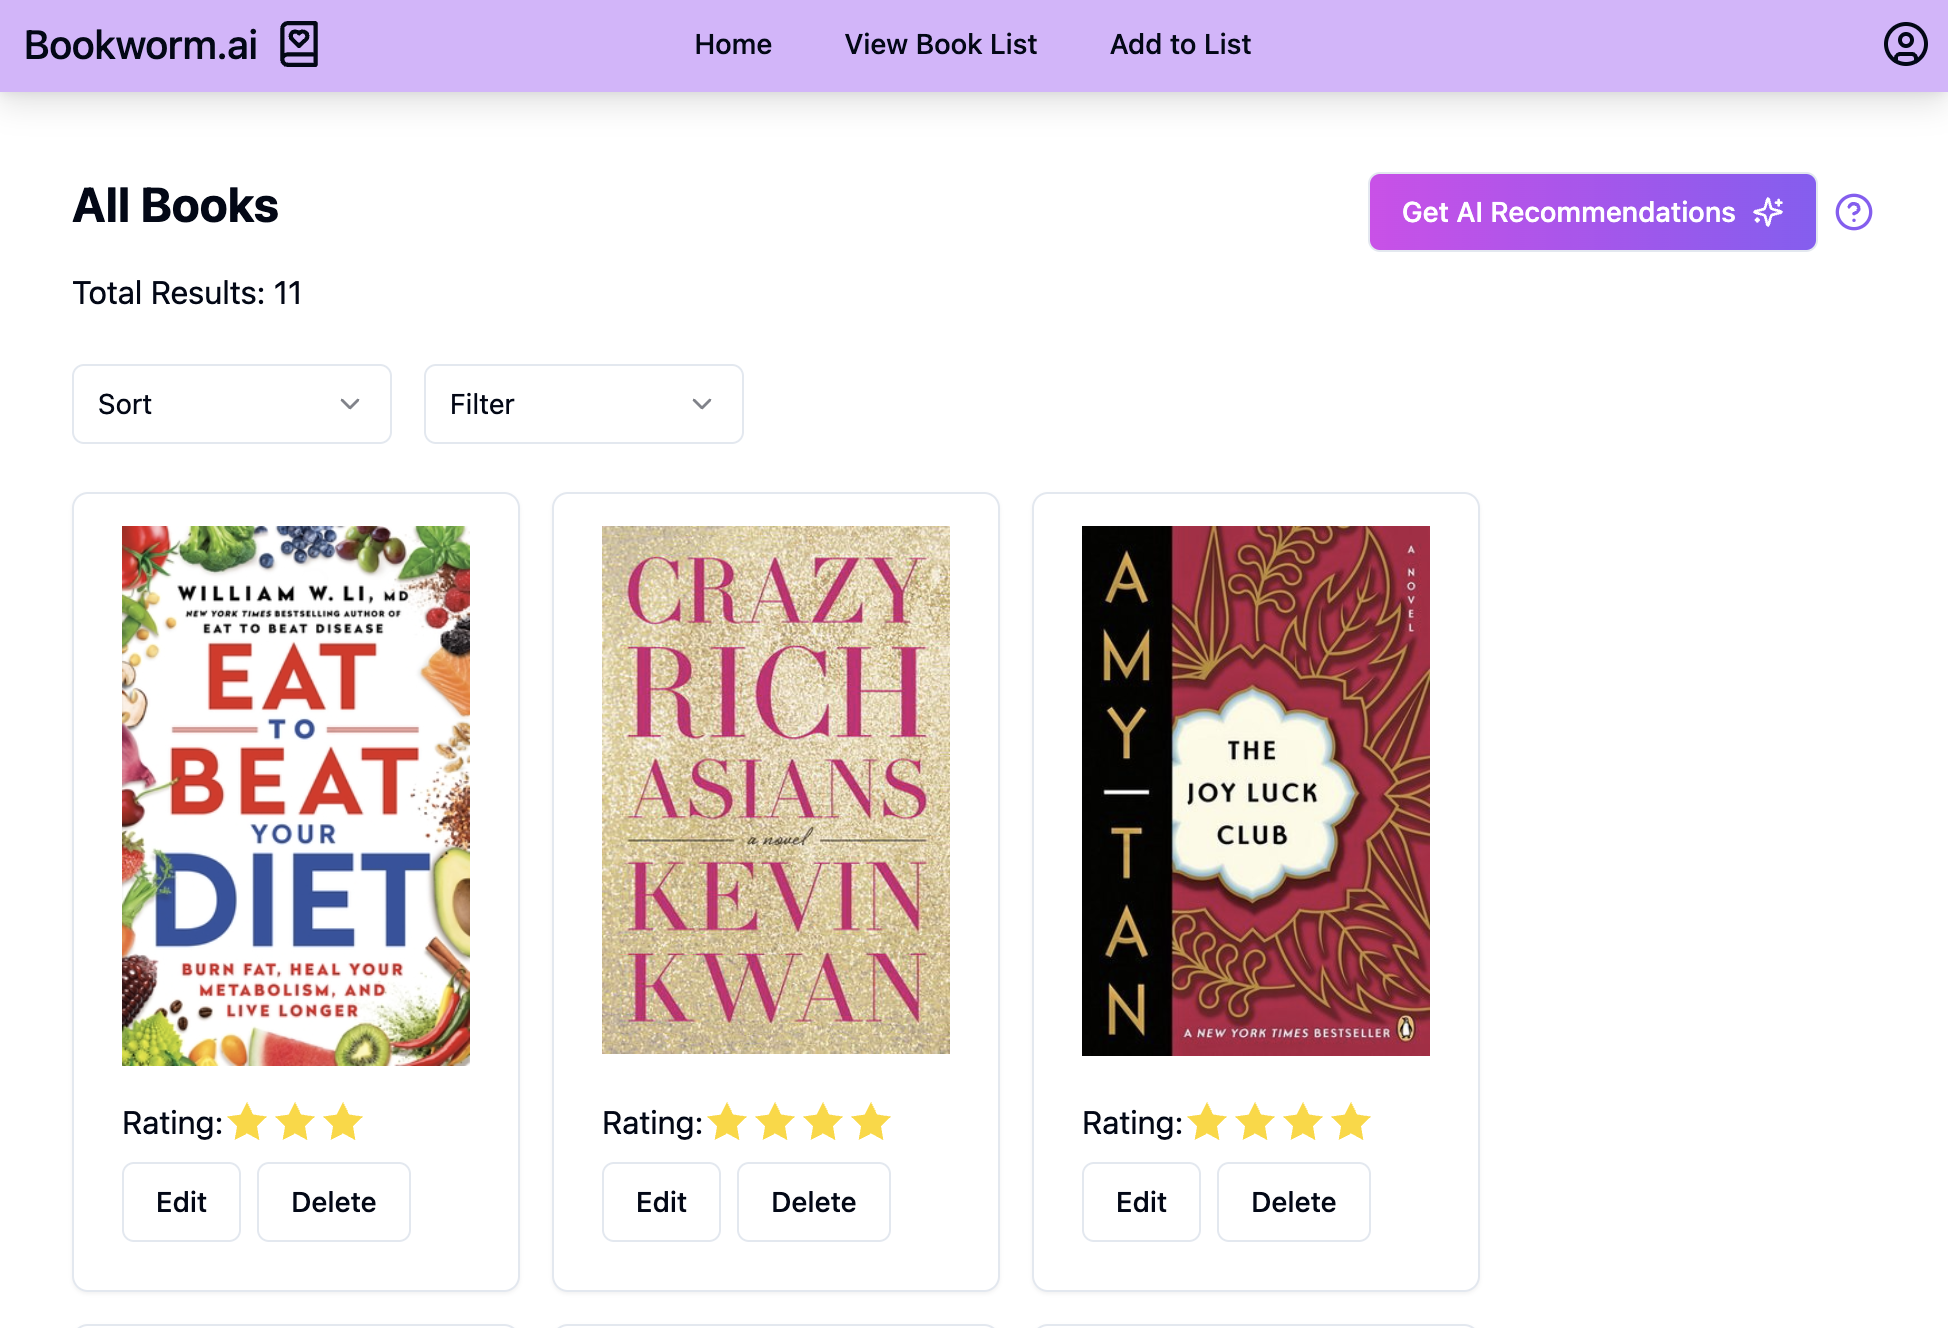 Bookworm.ai
Home
View Book List
Add to List
All Books
Get AI Recommendations
?
Total Results: 11
Sort
Filter
WILLIAM W. LI, MD
NEW YORK TIMES BESTSELLING AUTHOR OF
EAT TO BEAT DISEASE
EAT
TO
BEAT
YOUR
DIET
BURN FAT, HEAL YOUR
METABOLISM, AND
LIVE LONGER
Rating:
Edit
Delete
CRAZY
RICH
ASIANS
a novel
KEVIN
KWAN
Rating:
Edit
Delete
AMY TAN
A NOVEL
THE
JOY LUCK
CLUB
A NEW YORK TIMES BESTSELLER
Rating:
Edit
Delete